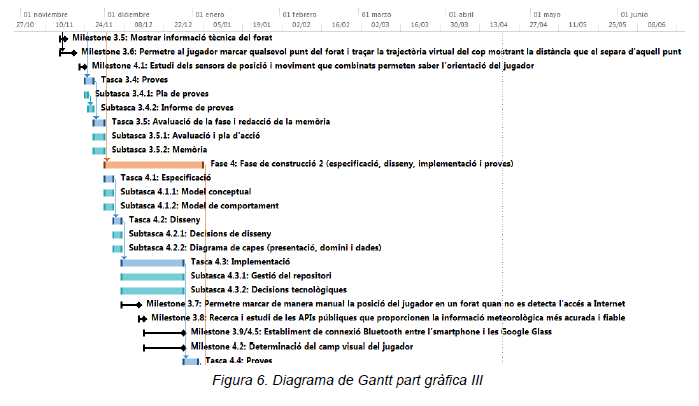 01 noviembre 01 diciembre 01 enero 01 febrero 01 marzo 01 abril 01 mayo 01 junio
27/10 10/11 24/11 08/12 22/12 05/01 19/01 02/02 16/02 02/03 16/03 30/03 13/04 27/04 11/05 25/05 08/06
Milestone 3.5: Mostrar informació tècnica del forat
Milestone 3.6: Permetre al jugador marcar qualsevol punt del forat i traçar la trajectòria virtual del cop mostrant la distància que el separa d'aquell punt
Milestone 4.1: Estudi dels sensors de posició i moviment que combinats permeten saber l'orientació del jugador
Tasca 3.4: Proves
Subtasca 3.4.1: Pla de proves
Subtasca 3.4.2: Informe de proves
Tasca 3.5: Avaluació de la fase i redacció de la memòria
Subtasca 3.5.1: Avaluació i pla d'acció
Subtasca 3.5.2: Memòria
Fase 4: Fase de construcció 2 (especificació, disseny, implementació i proves)
Tasca 4.1: Especificació
Subtasca 4.1.1: Model conceptual
Subtasca 4.1.2: Model de comportament
Tasca 4.2: Disseny
Subtasca 4.2.1: Decisions de disseny
Subtasca 4.2.2: Diagrama de capes (presentació, domini i dades)
Tasca 4.3: Implementació
Subtasca 4.3.1: Gestió del repositori
Subtasca 4.3.2: Decisions tecnològiques
Milestone 3.7: Permetre marcar de manera manual la posició del jugador en un forat quan no es detecta l'accés a Internet
Milestone 3.8: Recerca i estudi de les APIs públiques que proporcionen la informació meteorològica més acurada i fiable
Milestone 3.9/4.5: Establiment de connexió Bluetooth entre l'smartphone i les Google Glass
Milestone 4.2: Determinació del camp visual del jugador
Tasca 4.4: Proves
Figura 6. Diagrama de Gantt part gràfica III